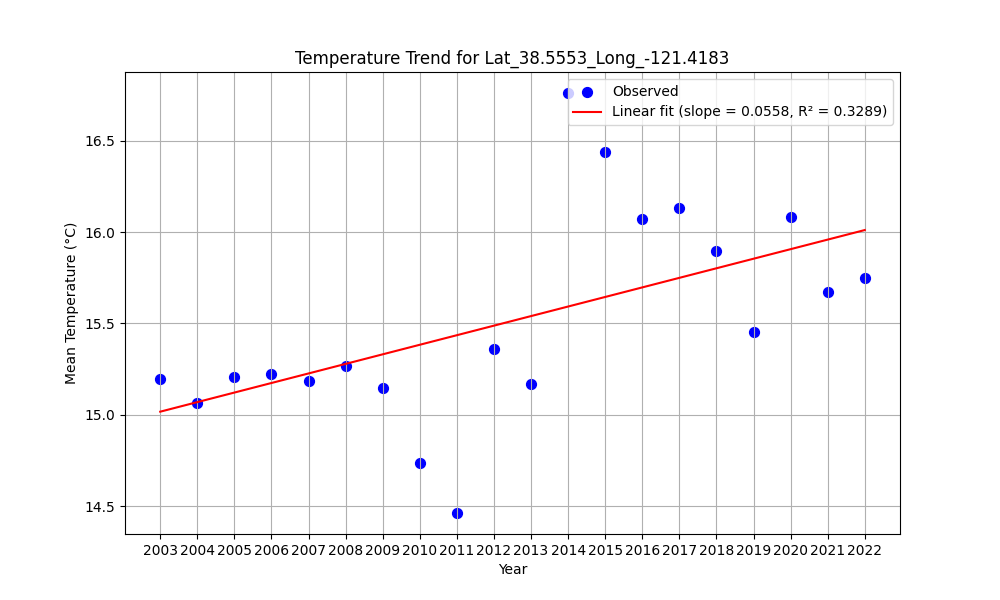 Temperature Trend for Lat_38.5553_Long_-121.4183
Observed
Linear fit (slope = 0.0558, R² = 0.3289)
16.5
16.0
15.5
15.0
14.5
Mean Temperature (°C)
2003 2004 2005 2006 2007 2008 2009 2010 2011 2012 2013 2014 2015 2016 2017 2018 2019 2020 2021 2022
Year